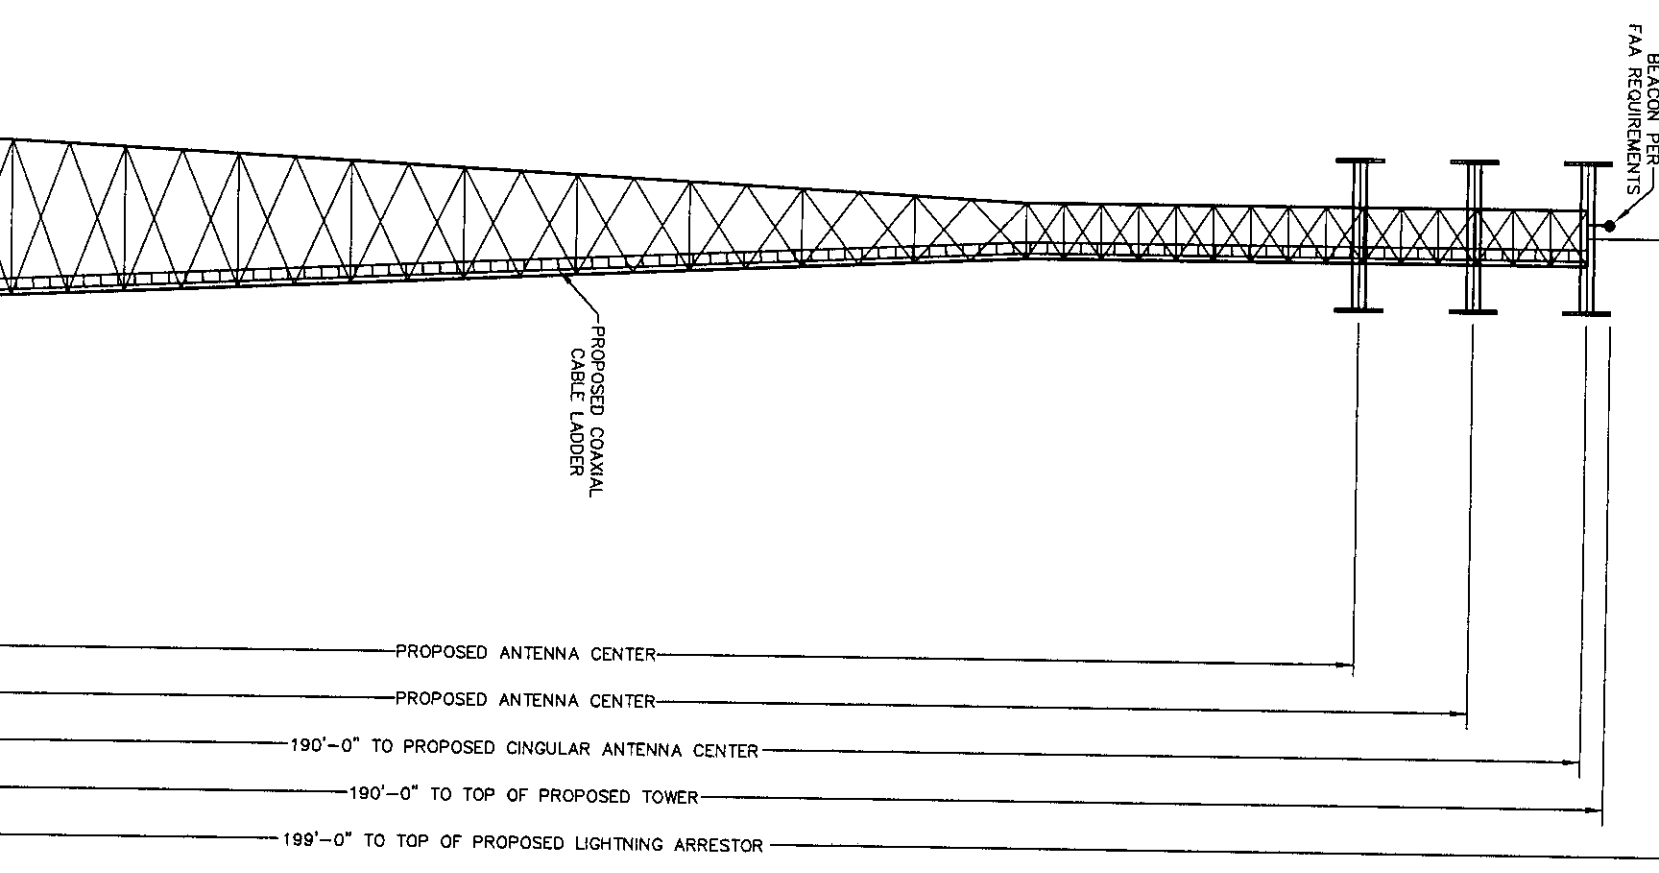 BEACON PER
FAA REQUIREMENTS
PROPOSED COAXIAL
CABLE LADDER
PROPOSED ANTENNA CENTER
PROPOSED ANTENNA CENTER
190'-0" TO PROPOSED CINGULAR ANTENNA CENTER
190'-0" TO TOP OF PROPOSED TOWER
199'-0" TO TOP OF PROPOSED LIGHTNING ARRESTOR